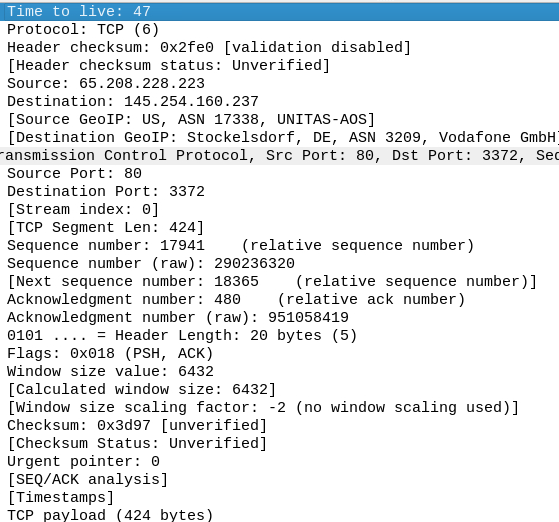 Time to live: 47
Protocol: TCP (6)
Header checksum: 0x2fe0 [validation disabled]
[Header checksum status: Unverified]
Source: 65.208.228.223
Destination: 145.254.160.237
[Source GeoIP: US, ASN 17338, UNITAS-AOS]
[Destination GeoIP: Stockelsdorf, DE, ASN 3209, Vodafone GmbH]
ransmission Control Protocol, Src Port: 80, Dst Port: 3372, Seq
Source Port: 80
Destination Port: 3372
[Stream index: 0]
[TCP Segment Len: 424]
Sequence number: 17941    (relative sequence number)
Sequence number (raw): 290236320
[Next sequence number: 18365    (relative sequence number)]
Acknowledgment number: 480    (relative ack number)
Acknowledgment number (raw): 951058419
0101 .... = Header Length: 20 bytes (5)
Flags: 0x018 (PSH, ACK)
Window size value: 6432
[Calculated window size: 6432]
[Window size scaling factor: -2 (no window scaling used)]
Checksum: 0x3d97 [unverified]
[Checksum Status: Unverified]
Urgent pointer: 0
[SEQ/ACK analysis]
[Timestamps]
TCP payload (424 bytes)